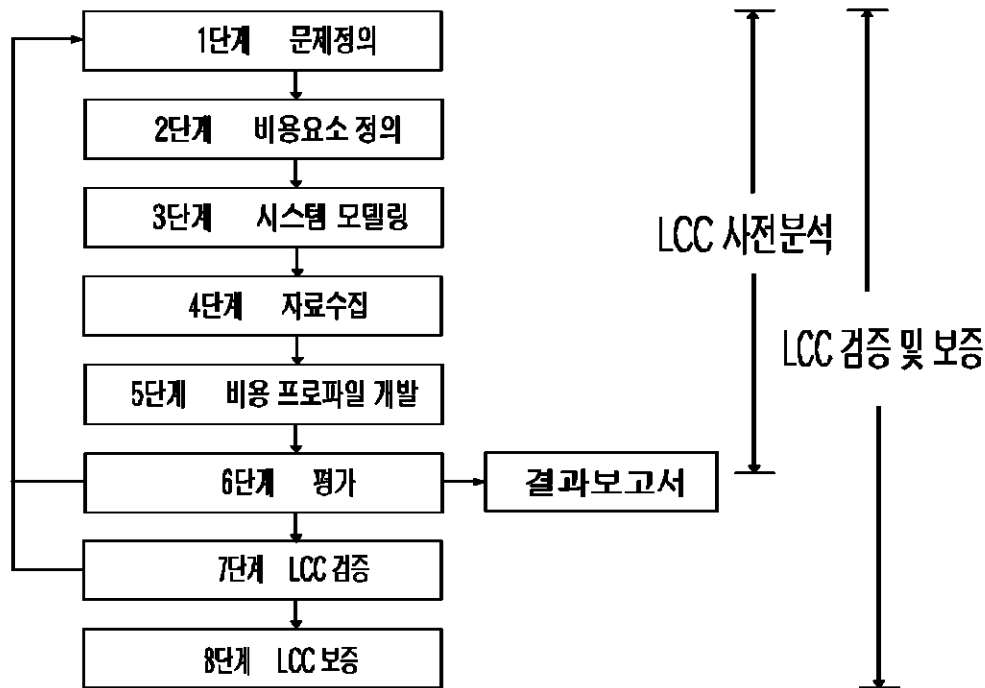 1단계 문제정의
2단계 비용요소 정의
3단계 시스템 모델링
4단계 자료수집
5단계 비용 프로파일 개발
6단계 평가
결과보고서
7단계 LCC 검증
8단계 LCC 보증
LCC 사전분석
LCC 검증 및 보증